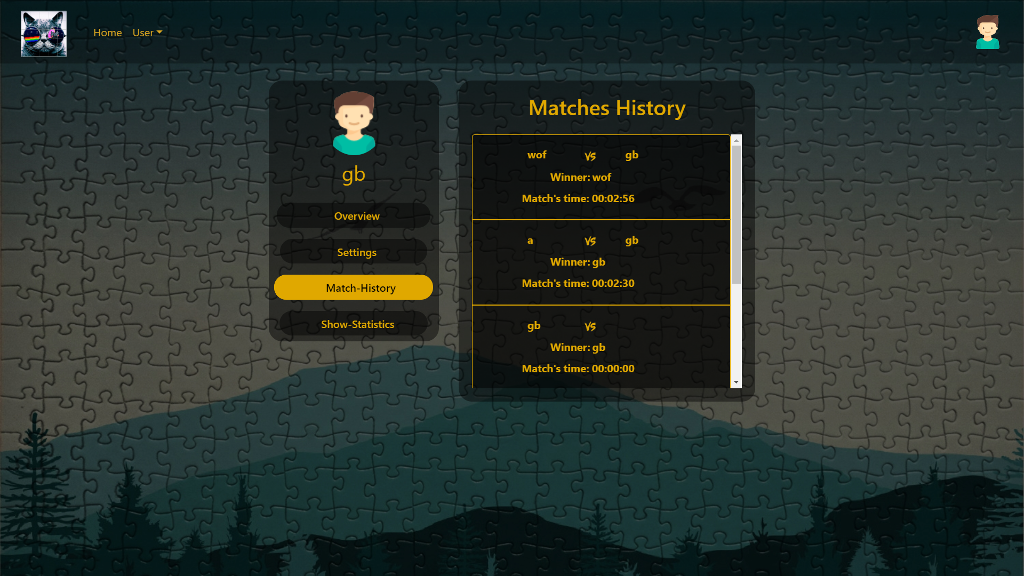 Home User
gb
Overview
Settings
Match-History
Show-Statistics
Matches History
wof VS gb
Winner: wof
Match's time: 00:02:56
a VS gb
Winner: gb
Match's time: 00:02:30
gb VS
Winner: gb
Match's time: 00:00:00